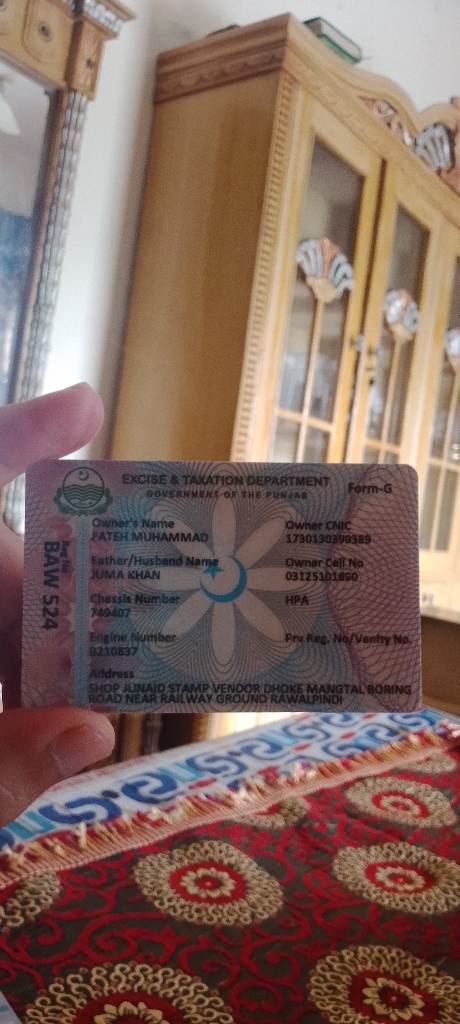 EXCISE & TAXATION DEPARTMENT
GOVERNMENT OF THE PUNJAB
Form-G
Reg No
BAW 524
Owner's Name
FATEH MUHAMMAD
Owner CNIC
1730130399389
Father/Husband Name
JUMA KHAN
Owner Cell No
03125101890
Chassis Number
749407
HPA
Engine Number
9210837
Prv Reg. No/Vanity No.
Address
SHOP JUNAID STAMP VENDOR DHOKE MANGTAL BORING
ROAD NEAR RAILWAY GROUND RAWALPINDI